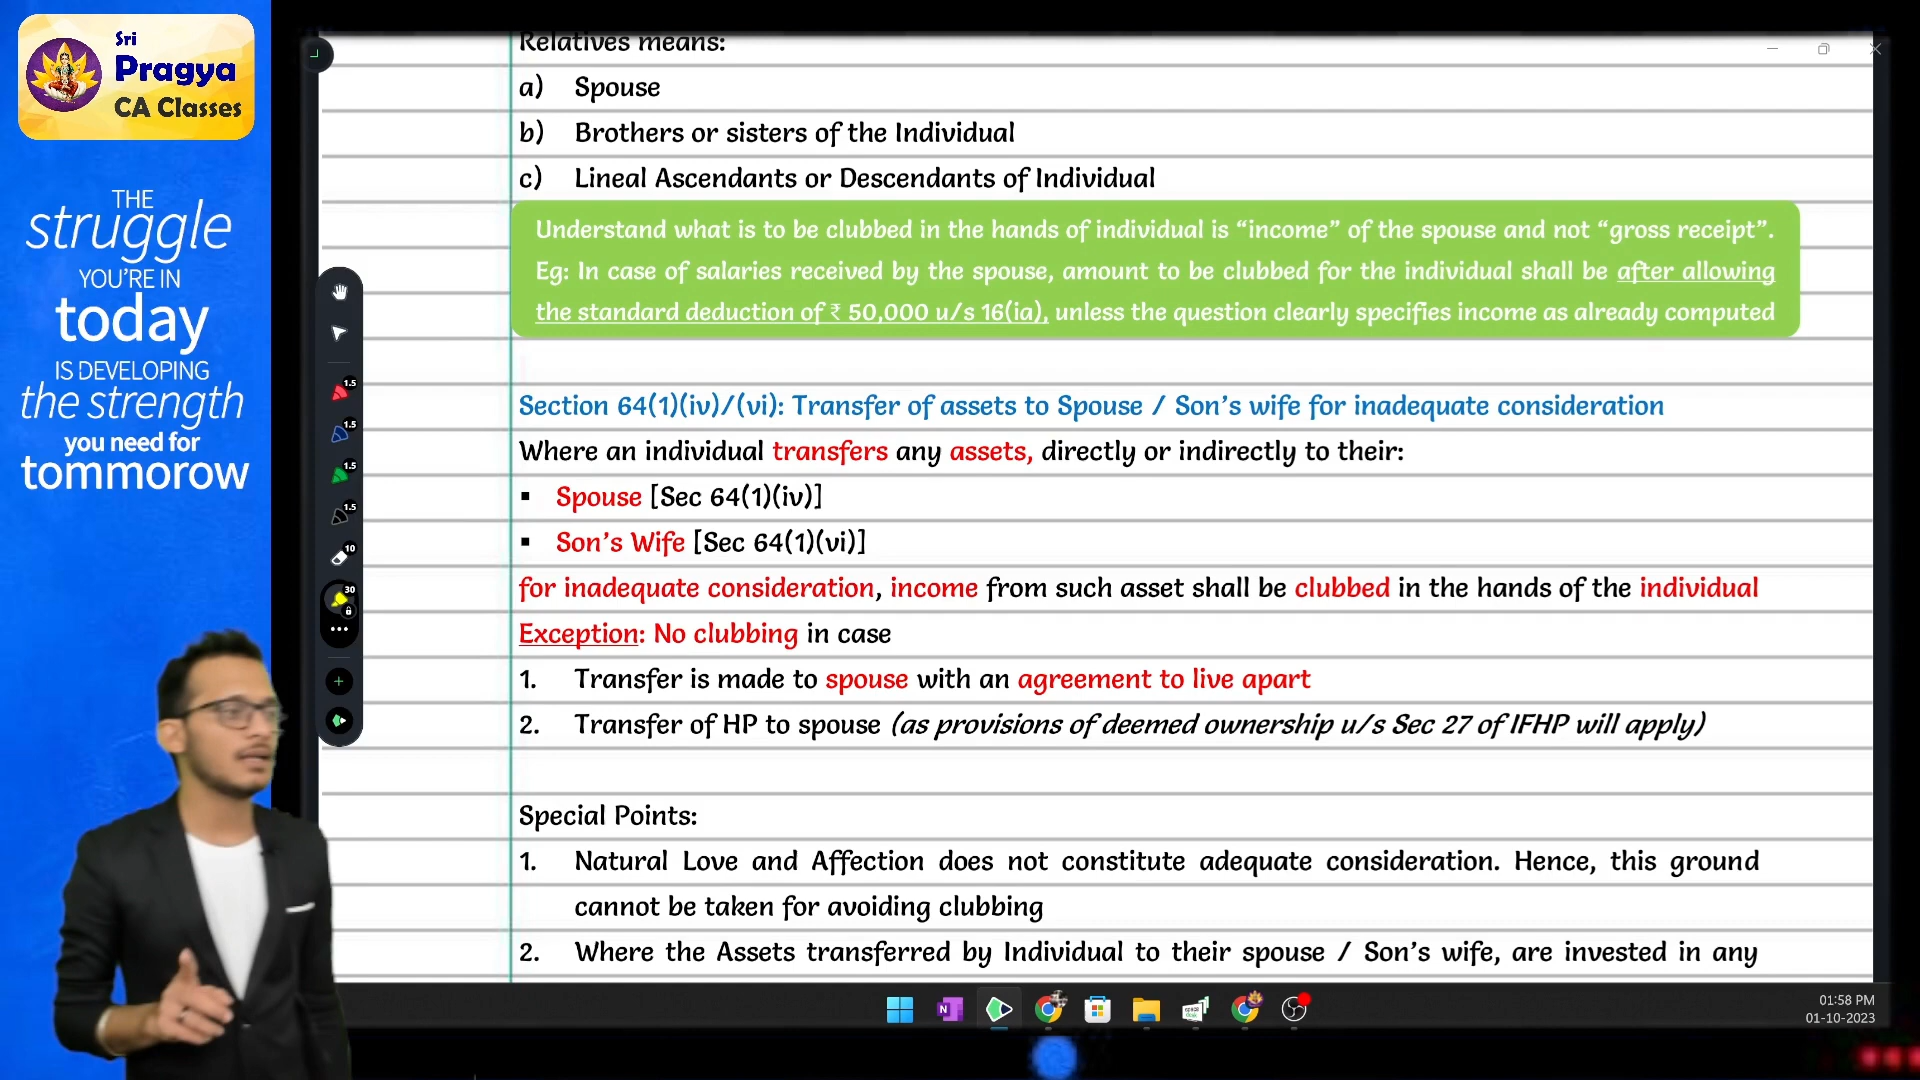 Sri
Pragya
CA Classes
THE
struggle
YOU'RE IN
today
IS DEVELOPING
the strength
you need for
tommorow
Relatives means:
a) Spouse
b) Brothers or sisters of the Individual
c) Lineal Ascendants or Descendants of Individual
Understand what is to be clubbed in the hands of individual is “income” of the spouse and not “gross receipt”.
Eg: In case of salaries received by the spouse, amount to be clubbed for the individual shall be after allowing
the standard deduction of ₹ 50,000 u/s 16(ia), unless the question clearly specifies income as already computed
Section 64(1)(iv)/(vi): Transfer of assets to Spouse / Son’s wife for inadequate consideration
Where an individual transfers any assets, directly or indirectly to their:
▪ Spouse [Sec 64(1)(iv)]
▪ Son’s Wife [Sec 64(1)(vi)]
for inadequate consideration, income from such asset shall be clubbed in the hands of the individual
Exception: No clubbing in case
1. Transfer is made to spouse with an agreement to live apart
2. Transfer of HP to spouse (as provisions of deemed ownership u/s Sec 27 of IFHP will apply)
Special Points:
1. Natural Love and Affection does not constitute adequate consideration. Hence, this ground
cannot be taken for avoiding clubbing
2. Where the Assets transferred by Individual to their spouse / Son’s wife, are invested in any
1.5
1.5
1.5
1.5
10
30
01:58 PM
01-10-2023